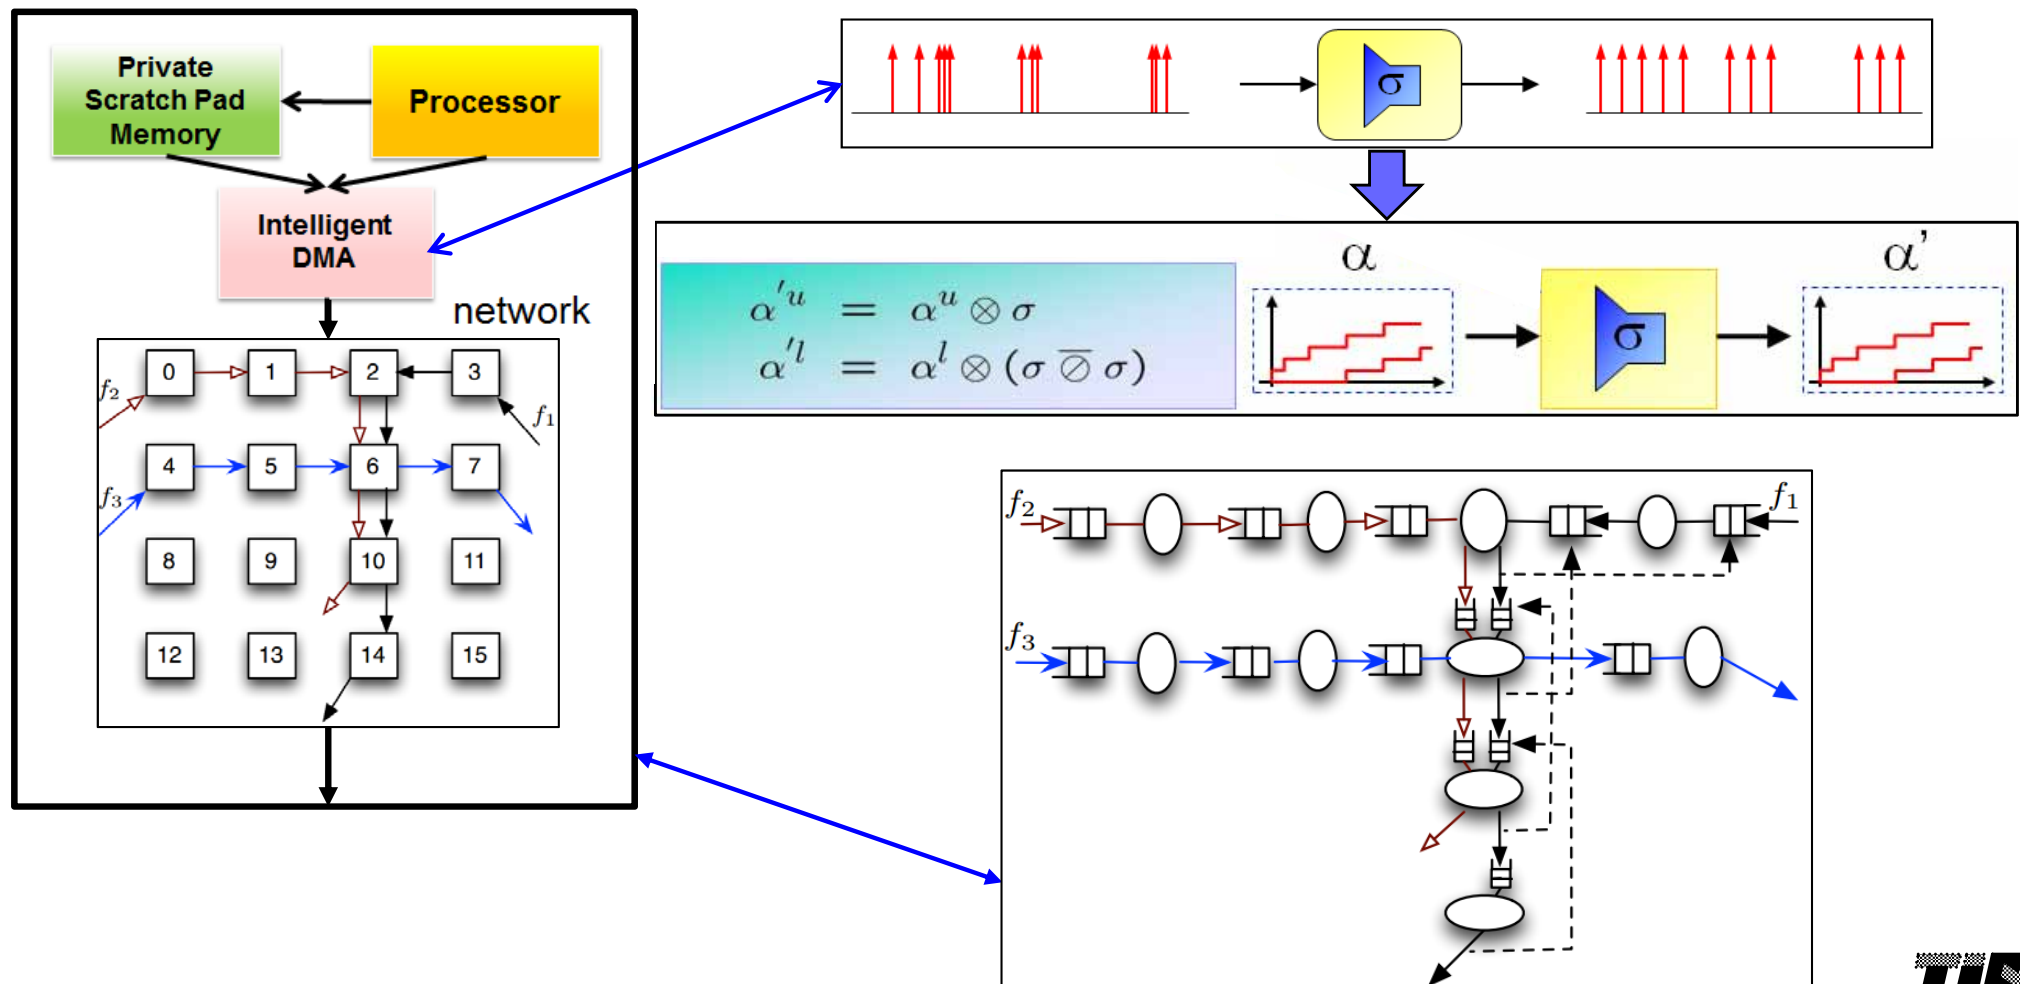 Private
Scratch Pad
Memory
Processor
Intelligent
DMA
network
0 1 2 3
f₂
f₁
4 5 6 7
f₃
8 9 10 11
12 13 14 15
σ
α'ᵘ = αᵘ ⊗ σ
α'ˡ = αˡ ⊗ (σ ⊘̅ σ)
α
σ
α'
f₂
f₁
f₃